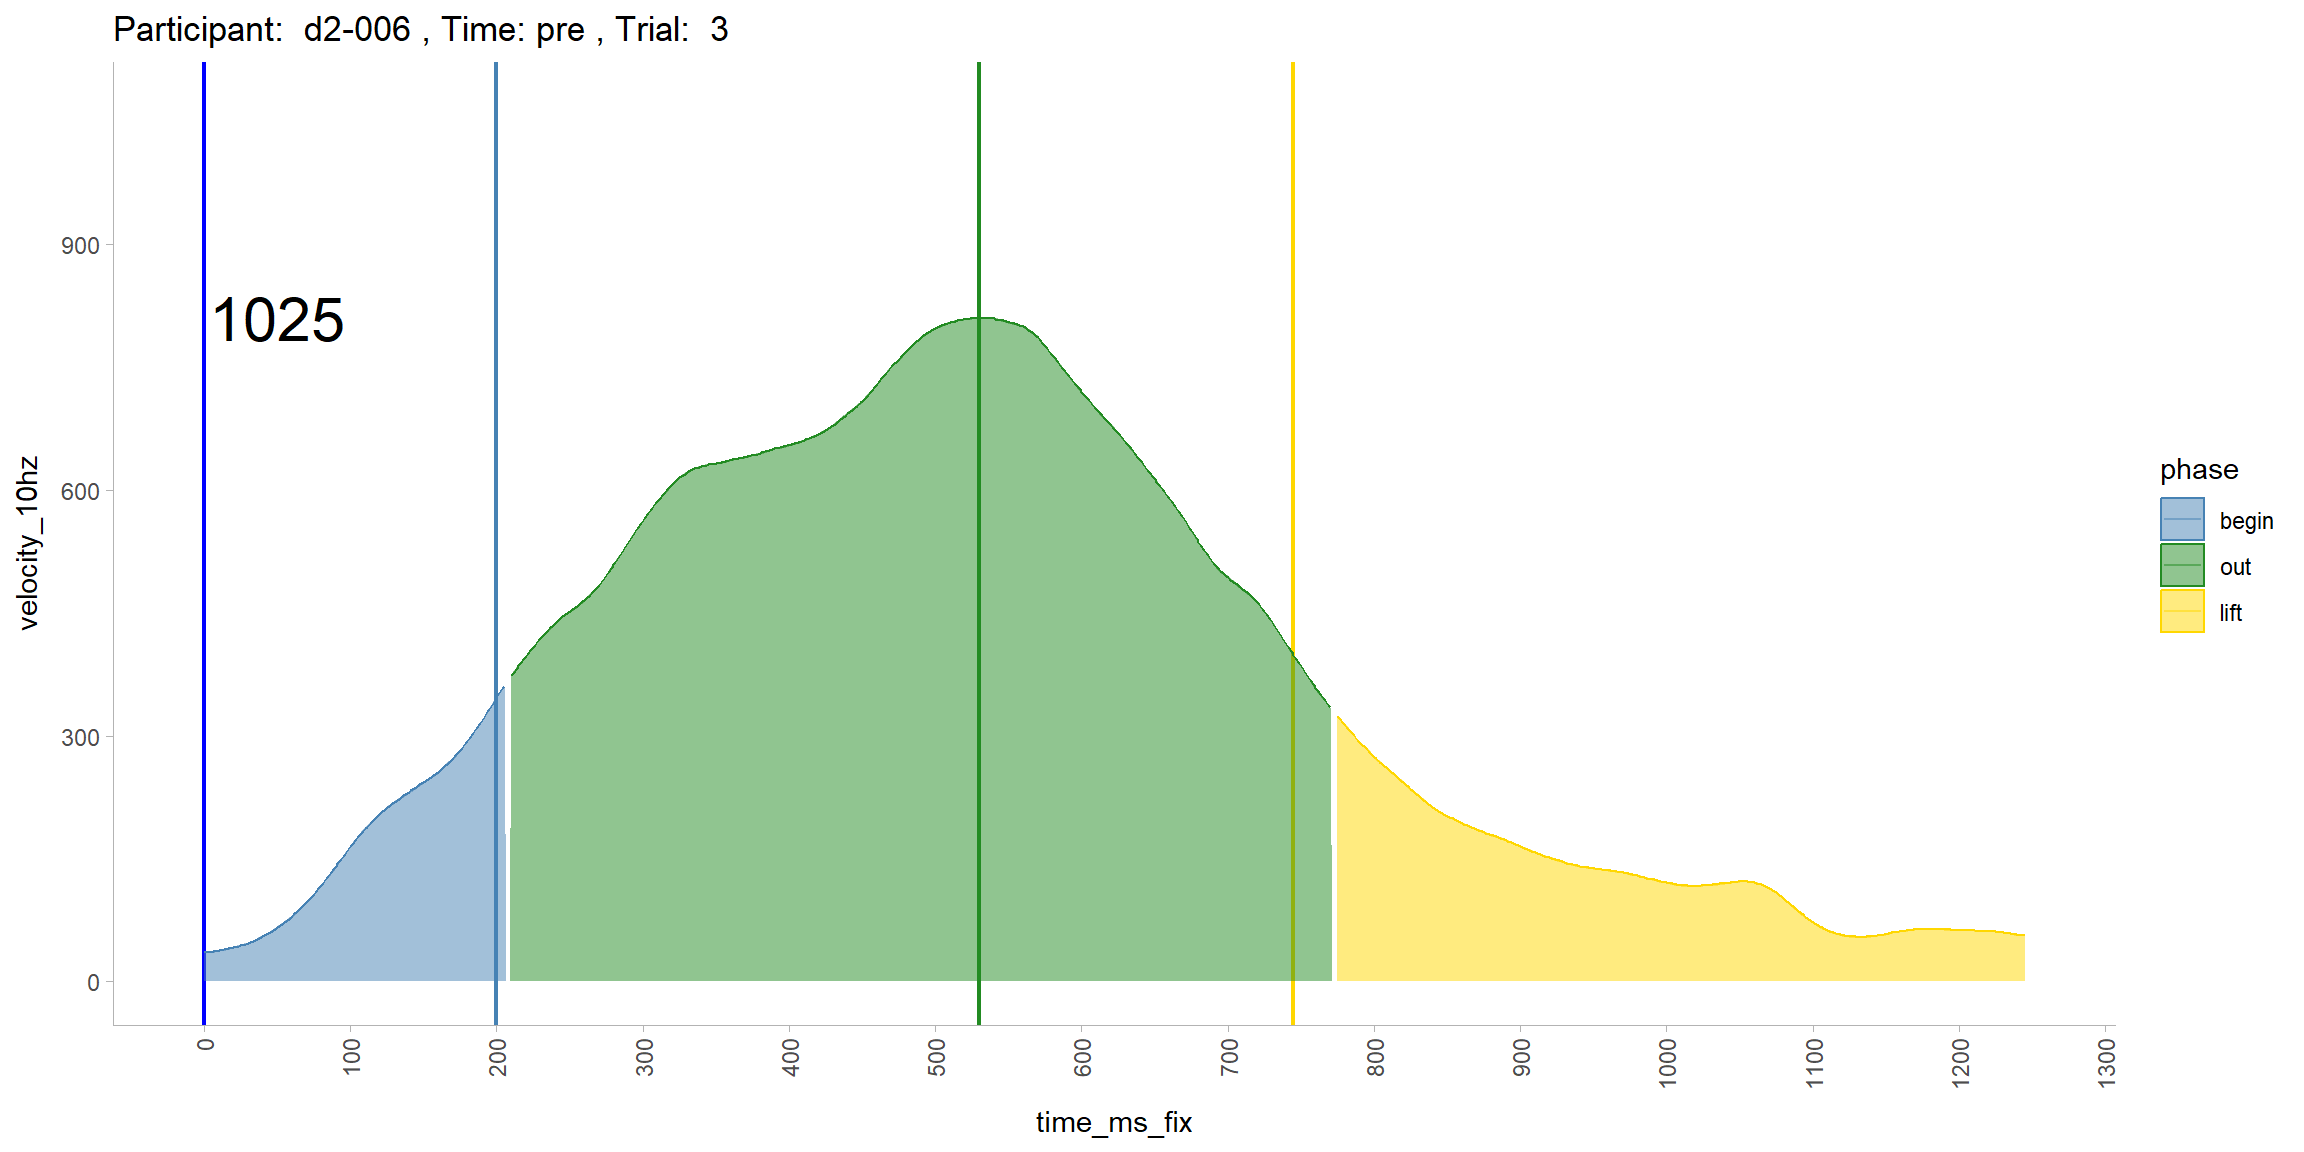 Participant:  d2-006 , Time: pre , Trial:  3
velocity_10hz
900
600
300
0
1025
0
100
200
300
400
500
600
700
800
900
1000
1100
1200
1300
time_ms_fix
phase
begin
out
lift